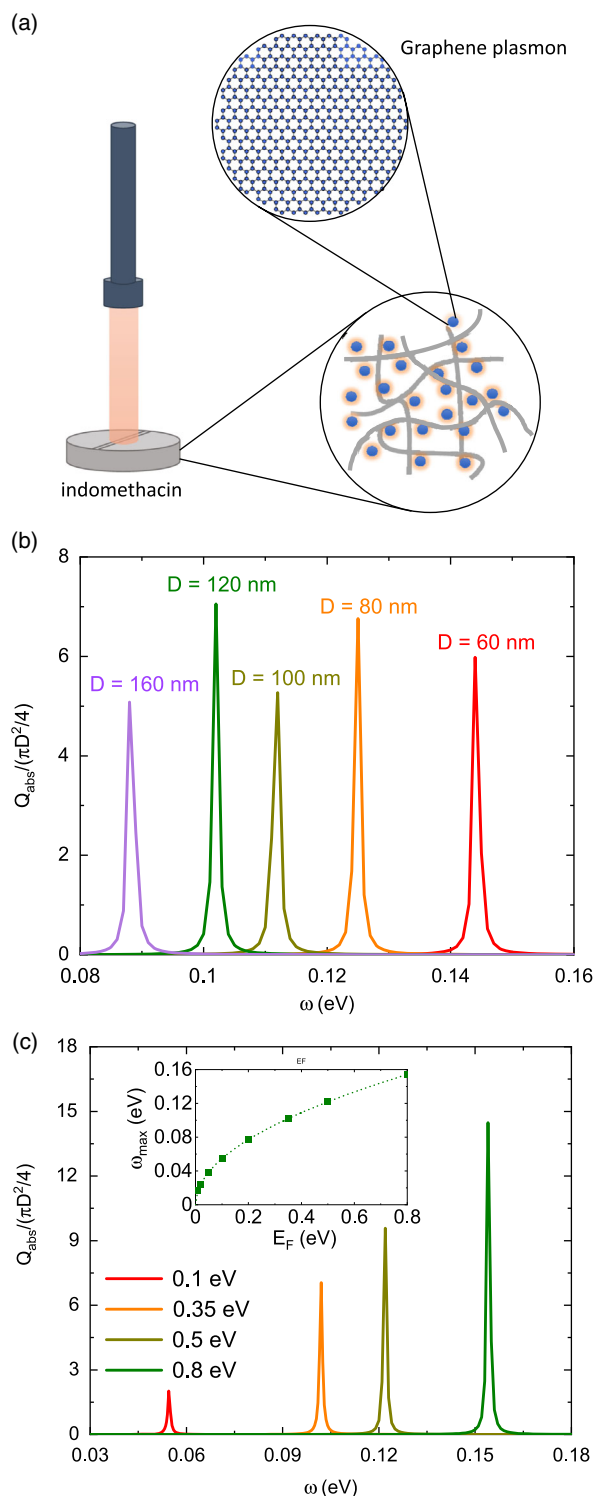 (a)
Graphene plasmon
indomethacin
(b)
8
6
4
2
0
Q_abs/(πD²/4)
D = 160 nm
D = 120 nm
D = 100 nm
D = 80 nm
D = 60 nm
0.08 0.1 0.12 0.14 0.16
ω (eV)
(c)
18
15
12
9
6
3
0
Q_abs/(πD²/4)
EF
0.16
0.12
0.08
0.04
0
ω_max (eV)
0 0.2 0.4 0.6 0.8
E_F (eV)
0.1 eV
0.35 eV
0.5 eV
0.8 eV
0.03 0.06 0.09 0.12 0.15 0.18
ω (eV)